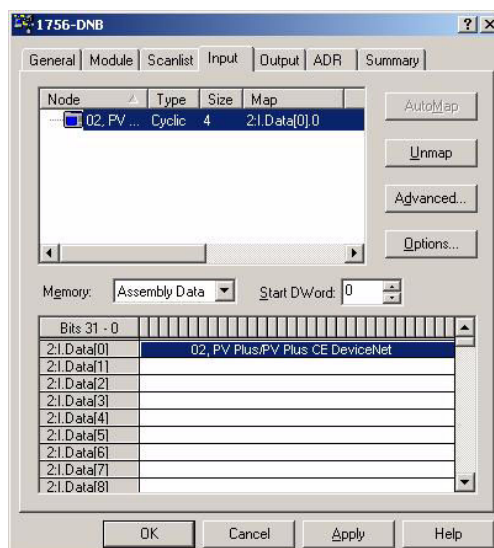 1756-DNB
General Module Scanlist Input Output ADR Summary
Node Type Size Map
02, PV ... Cyclic 4 2:I.Data[0].0
AutoMap
Unmap
Advanced...
Options...
Memory: Assembly Data Start DWord: 0
Bits 31 - 0
2:I.Data[0] 02, PV Plus/PV Plus CE DeviceNet
2:I.Data[1]
2:I.Data[2]
2:I.Data[3]
2:I.Data[4]
2:I.Data[5]
2:I.Data[6]
2:I.Data[7]
2:I.Data[8]
OK Cancel Apply Help